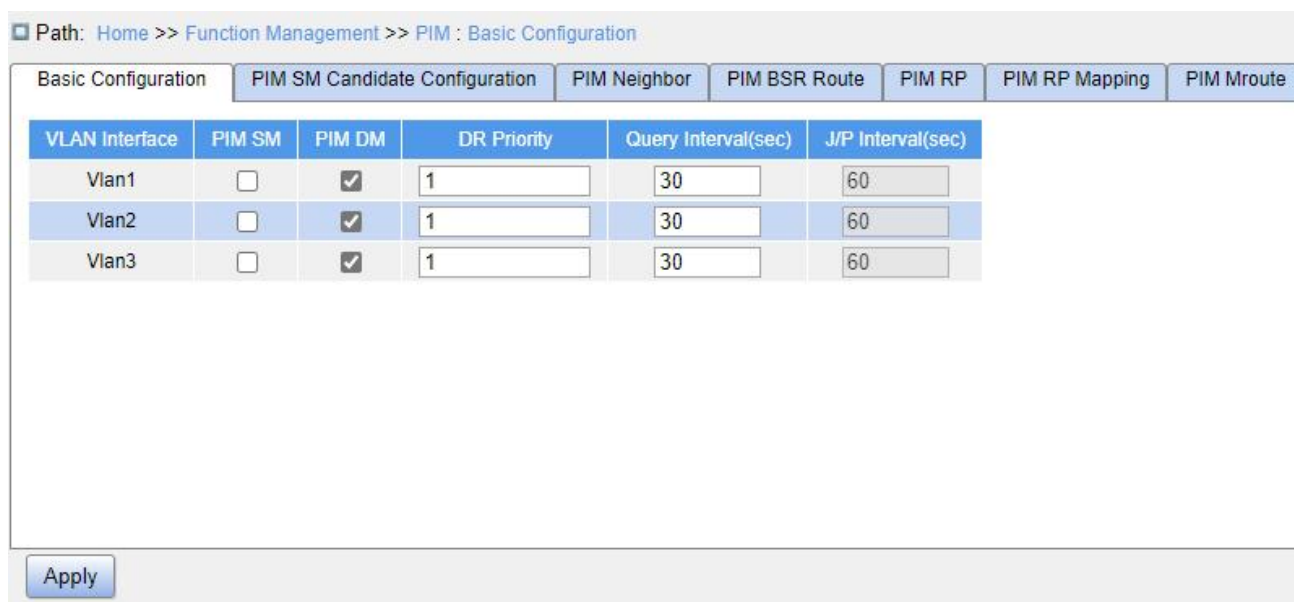 Path: Home >> Function Management >> PIM : Basic Configuration
Basic Configuration PIM SM Candidate Configuration PIM Neighbor PIM BSR Route PIM RP PIM RP Mapping PIM Mroute
VLAN Interface PIM SM PIM DM DR Priority Query Interval(sec) J/P Interval(sec)
Vlan1 1 30 60
Vlan2 1 30 60
Vlan3 1 30 60
Apply